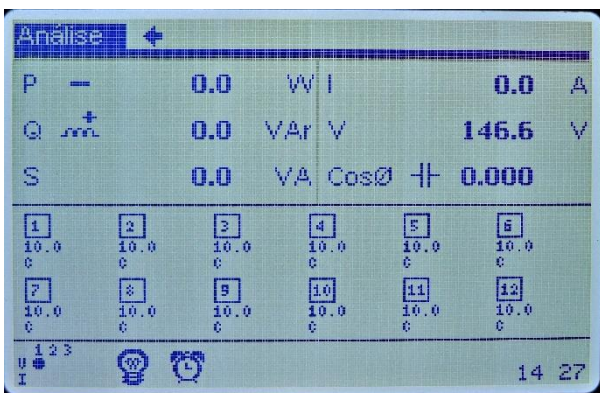 Análise
P 0.0 W I 0.0 A
Q + 0.0 VAr V 146.6 V
S 0.0 VA CosØ 0.000
1 2 3 4 5 6
10.0 10.0 10.0 10.0 10.0 10.0
C C C C C C
7 8 9 10 11 12
10.0 10.0 10.0 10.0 10.0 10.0
C C C C C C
1 2 3
V
I
14 27